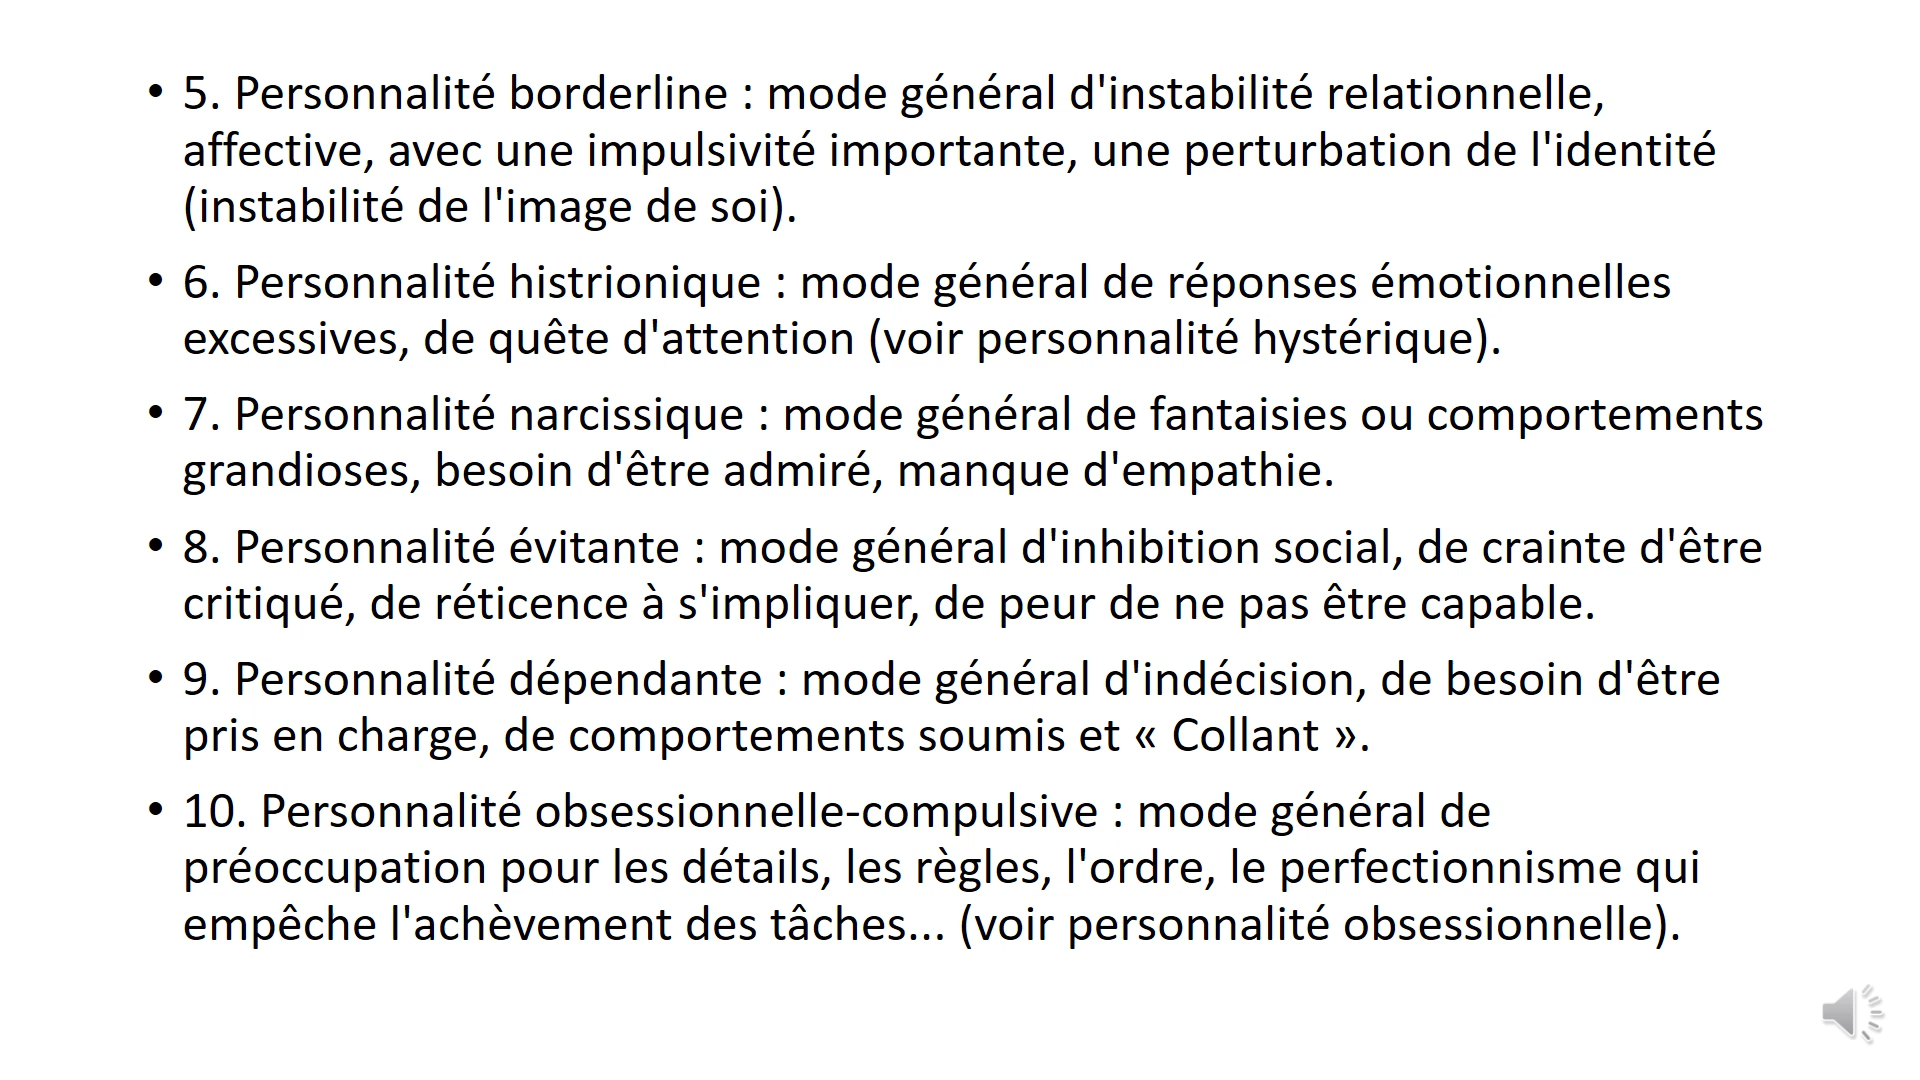 • 5. Personnalité borderline : mode général d'instabilité relationnelle,
affective, avec une impulsivité importante, une perturbation de l'identité
(instabilité de l'image de soi).
• 6. Personnalité histrionique : mode général de réponses émotionnelles
excessives, de quête d'attention (voir personnalité hystérique).
• 7. Personnalité narcissique : mode général de fantaisies ou comportements
grandioses, besoin d'être admiré, manque d'empathie.
• 8. Personnalité évitante : mode général d'inhibition social, de crainte d'être
critiqué, de réticence à s'impliquer, de peur de ne pas être capable.
• 9. Personnalité dépendante : mode général d'indécision, de besoin d'être
pris en charge, de comportements soumis et « Collant ».
• 10. Personnalité obsessionnelle-compulsive : mode général de
préoccupation pour les détails, les règles, l'ordre, le perfectionnisme qui
empêche l'achèvement des tâches... (voir personnalité obsessionnelle).